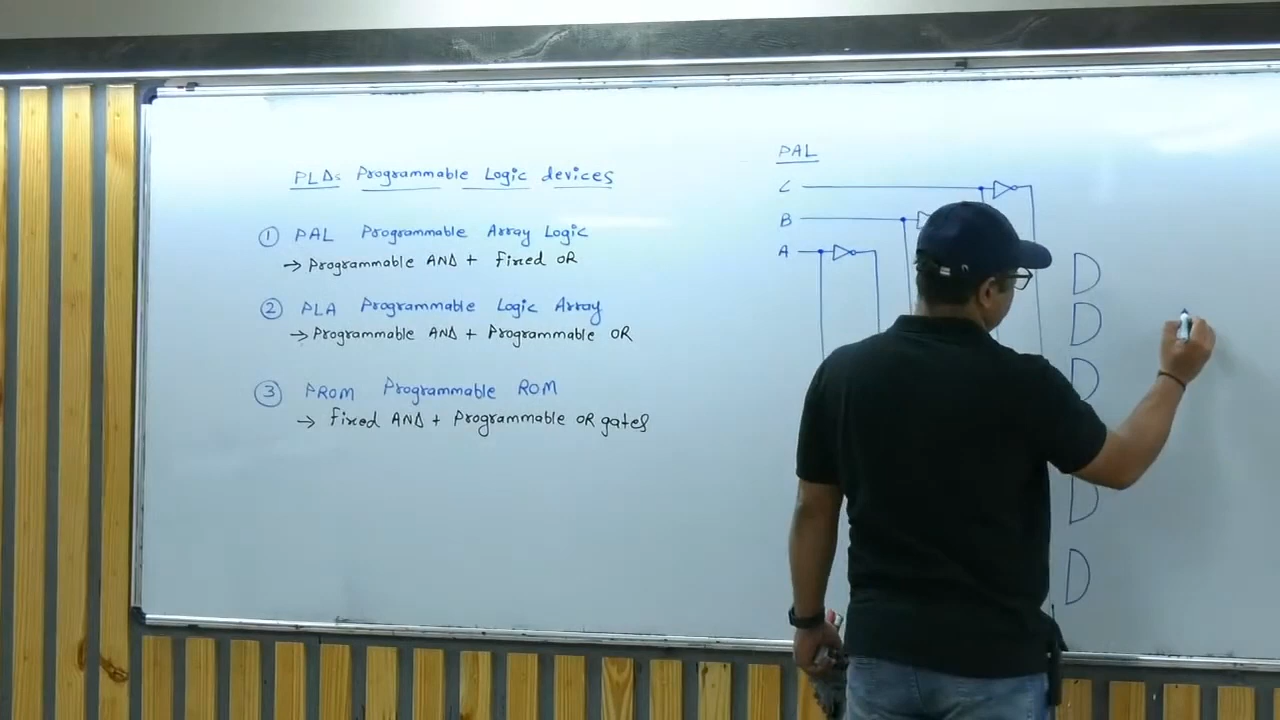 PLDs Programmable Logic devices
① PAL Programmable Array Logic
→ Programmable AND + fixed OR
② PLA Programmable Logic Array
→ Programmable AND + Programmable OR
③ PROM Programmable ROM
→ fixed AND + Programmable OR gates
PAL
C
B
A